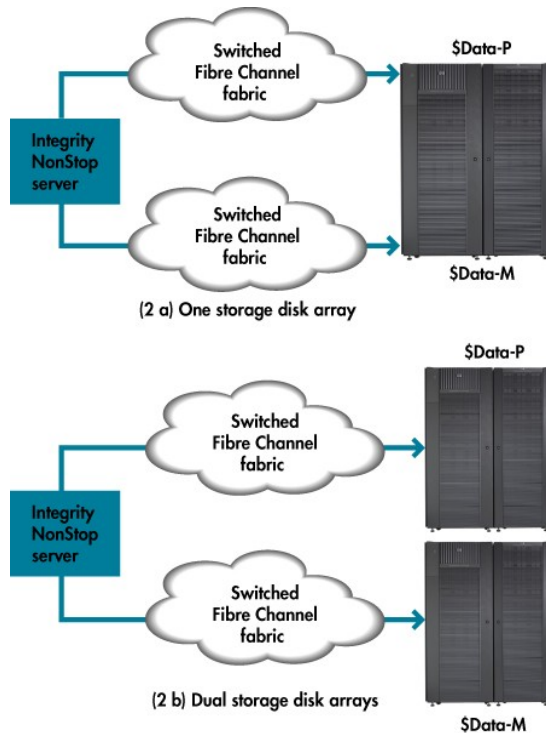 $Data-P
Switched
Fibre Channel
fabric
Integrity
NonStop
server
Switched
Fibre Channel
fabric
$Data-M
(2 a) One storage disk array
$Data-P
Switched
Fibre Channel
fabric
Integrity
NonStop
server
Switched
Fibre Channel
fabric
(2 b) Dual storage disk arrays
$Data-M